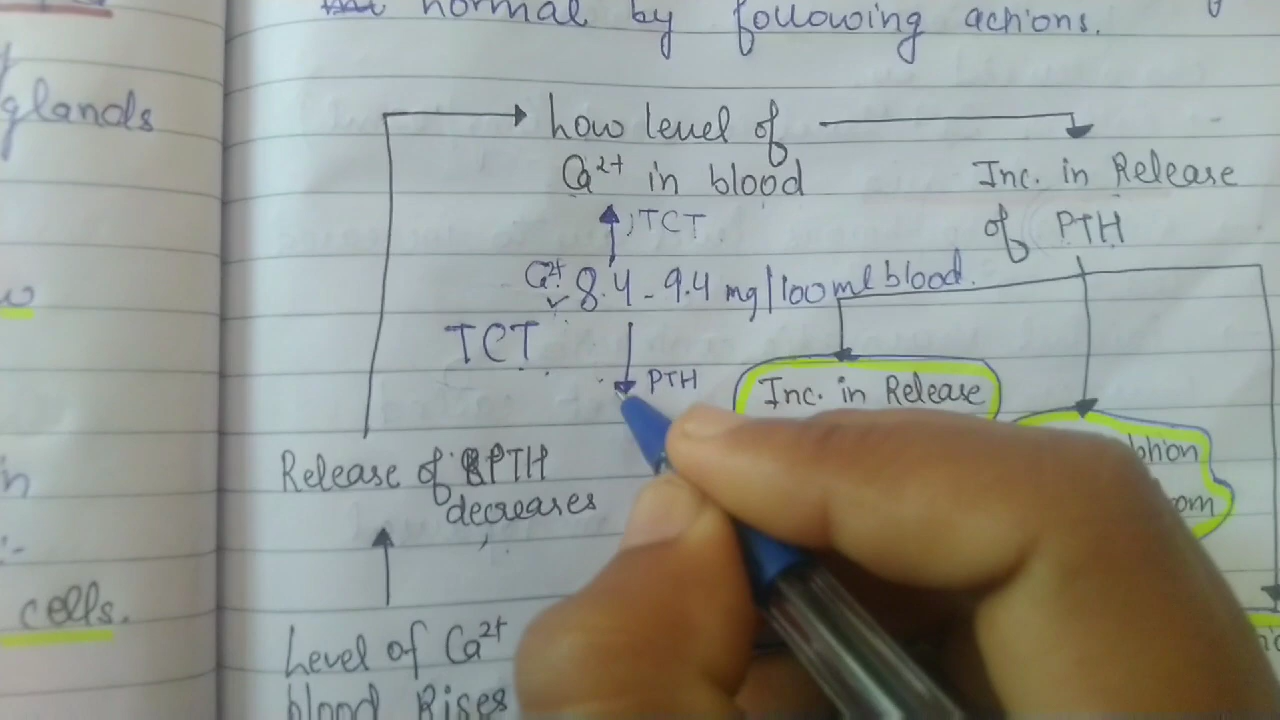 normal by following actions.
glands
Low level of
Ca²⁺ in blood
Inc. in Release
of PTH
TCT
Ca²⁺ 8.4 - 9.4 mg/100 ml blood.
TCT
PTH
Inc. in Release
Release of PTH
decreases
cells.
Level of Ca²⁺
blood Rises